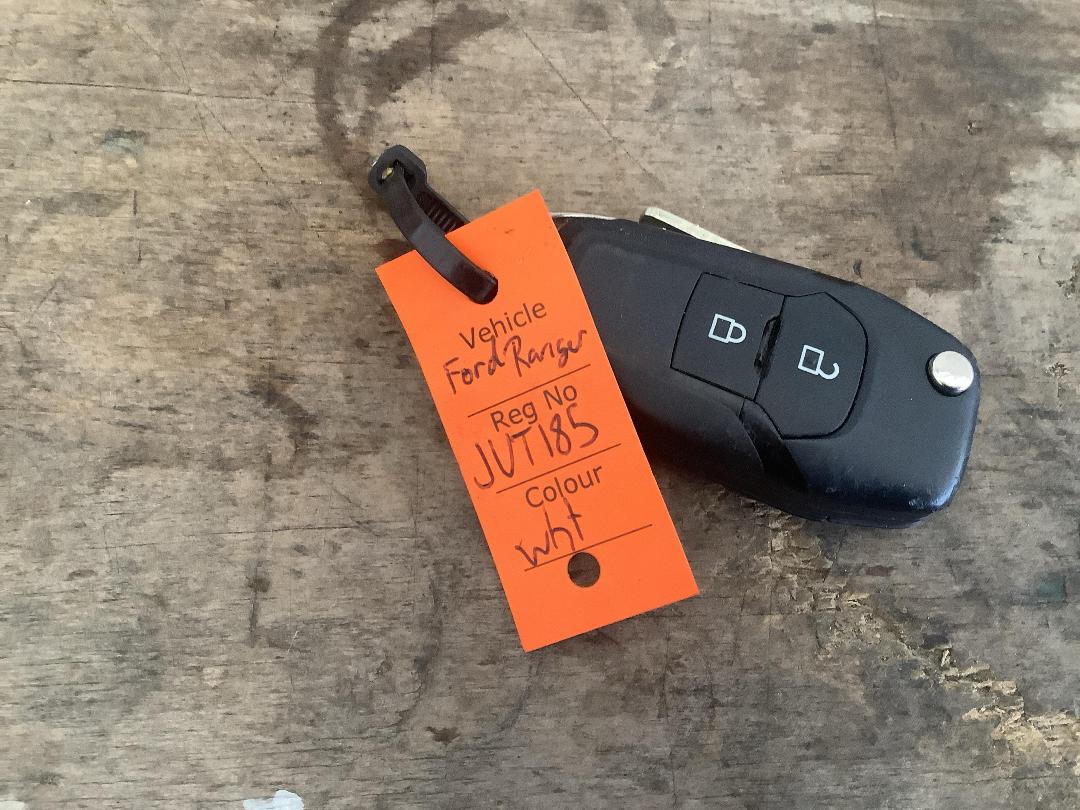 Vehicle
Ford Ranger
Reg No
JUT185
Colour
wht